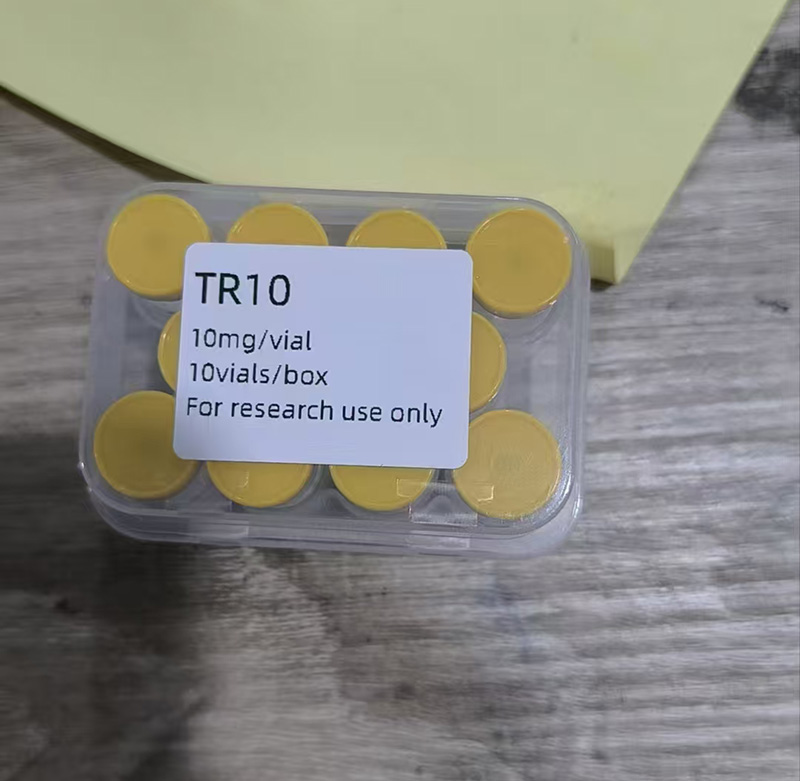 TR10
10mg/vial
10vials/box
For research use only